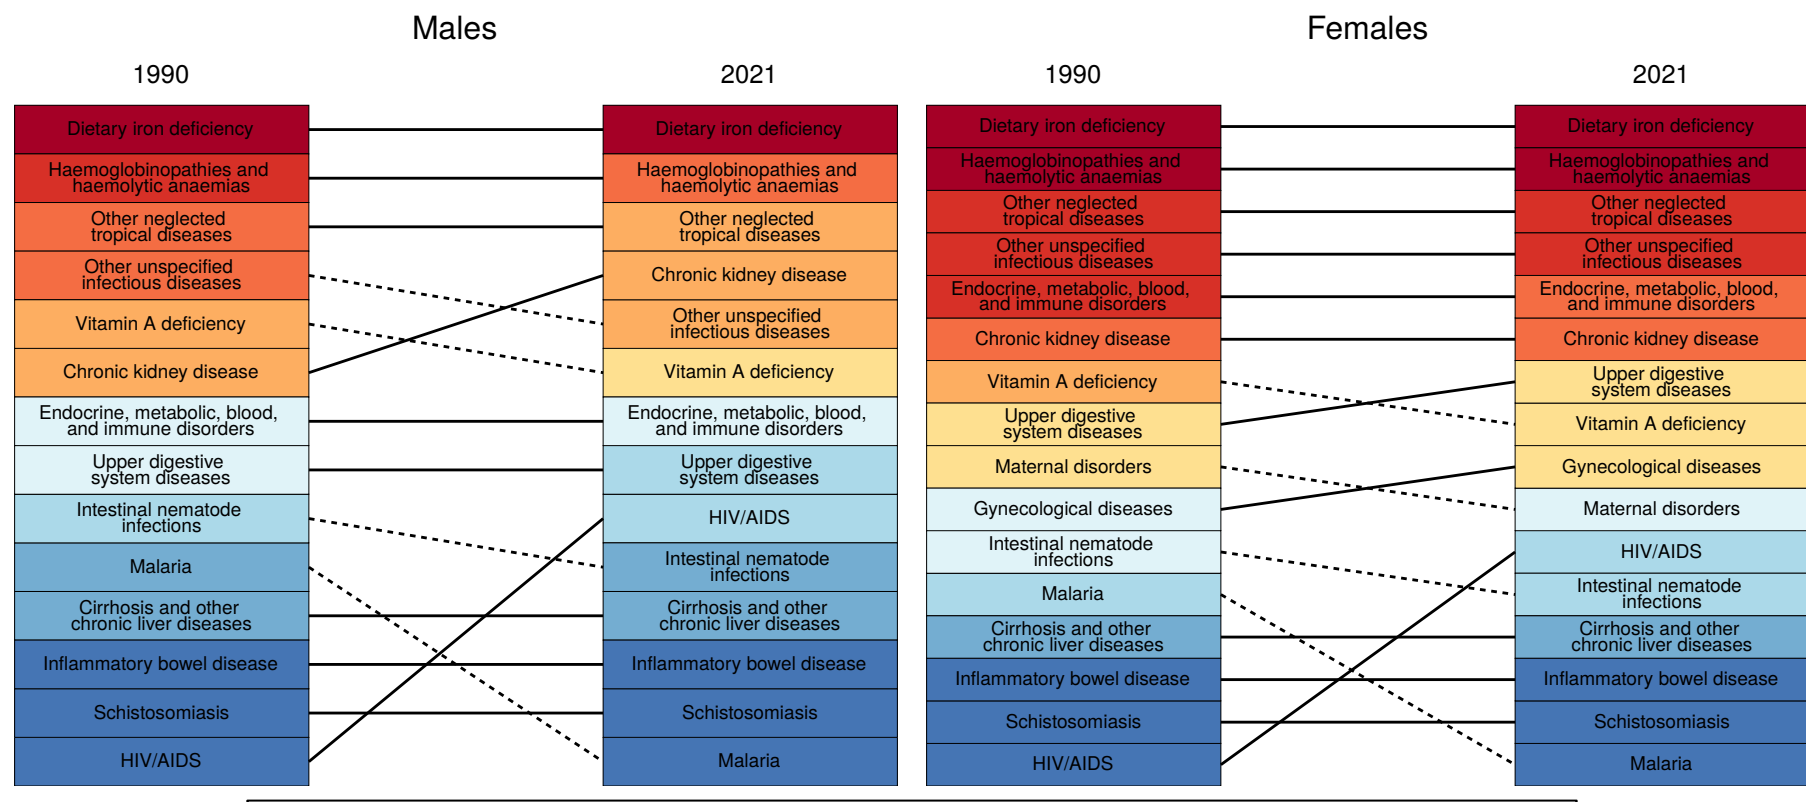 Males
1990
2021
Dietary iron deficiency
Haemoglobinopathies and
haemolytic anaemias
Other neglected
tropical diseases
Other unspecified
infectious diseases
Vitamin A deficiency
Chronic kidney disease
Endocrine, metabolic, blood,
and immune disorders
Upper digestive
system diseases
Intestinal nematode
infections
Malaria
Cirrhosis and other
chronic liver diseases
Inflammatory bowel disease
Schistosomiasis
HIV/AIDS
Dietary iron deficiency
Haemoglobinopathies and
haemolytic anaemias
Other neglected
tropical diseases
Chronic kidney disease
Other unspecified
infectious diseases
Vitamin A deficiency
Endocrine, metabolic, blood,
and immune disorders
Upper digestive
system diseases
HIV/AIDS
Intestinal nematode
infections
Cirrhosis and other
chronic liver diseases
Inflammatory bowel disease
Schistosomiasis
Malaria
Females
1990
2021
Dietary iron deficiency
Haemoglobinopathies and
haemolytic anaemias
Other neglected
tropical diseases
Other unspecified
infectious diseases
Endocrine, metabolic, blood,
and immune disorders
Chronic kidney disease
Vitamin A deficiency
Upper digestive
system diseases
Maternal disorders
Gynecological diseases
Intestinal nematode
infections
Malaria
Cirrhosis and other
chronic liver diseases
Inflammatory bowel disease
Schistosomiasis
HIV/AIDS
Dietary iron deficiency
Haemoglobinopathies and
haemolytic anaemias
Other neglected
tropical diseases
Other unspecified
infectious diseases
Endocrine, metabolic, blood,
and immune disorders
Chronic kidney disease
Upper digestive
system diseases
Vitamin A deficiency
Gynecological diseases
Maternal disorders
HIV/AIDS
Intestinal nematode
infections
Cirrhosis and other
chronic liver diseases
Inflammatory bowel disease
Schistosomiasis
Malaria